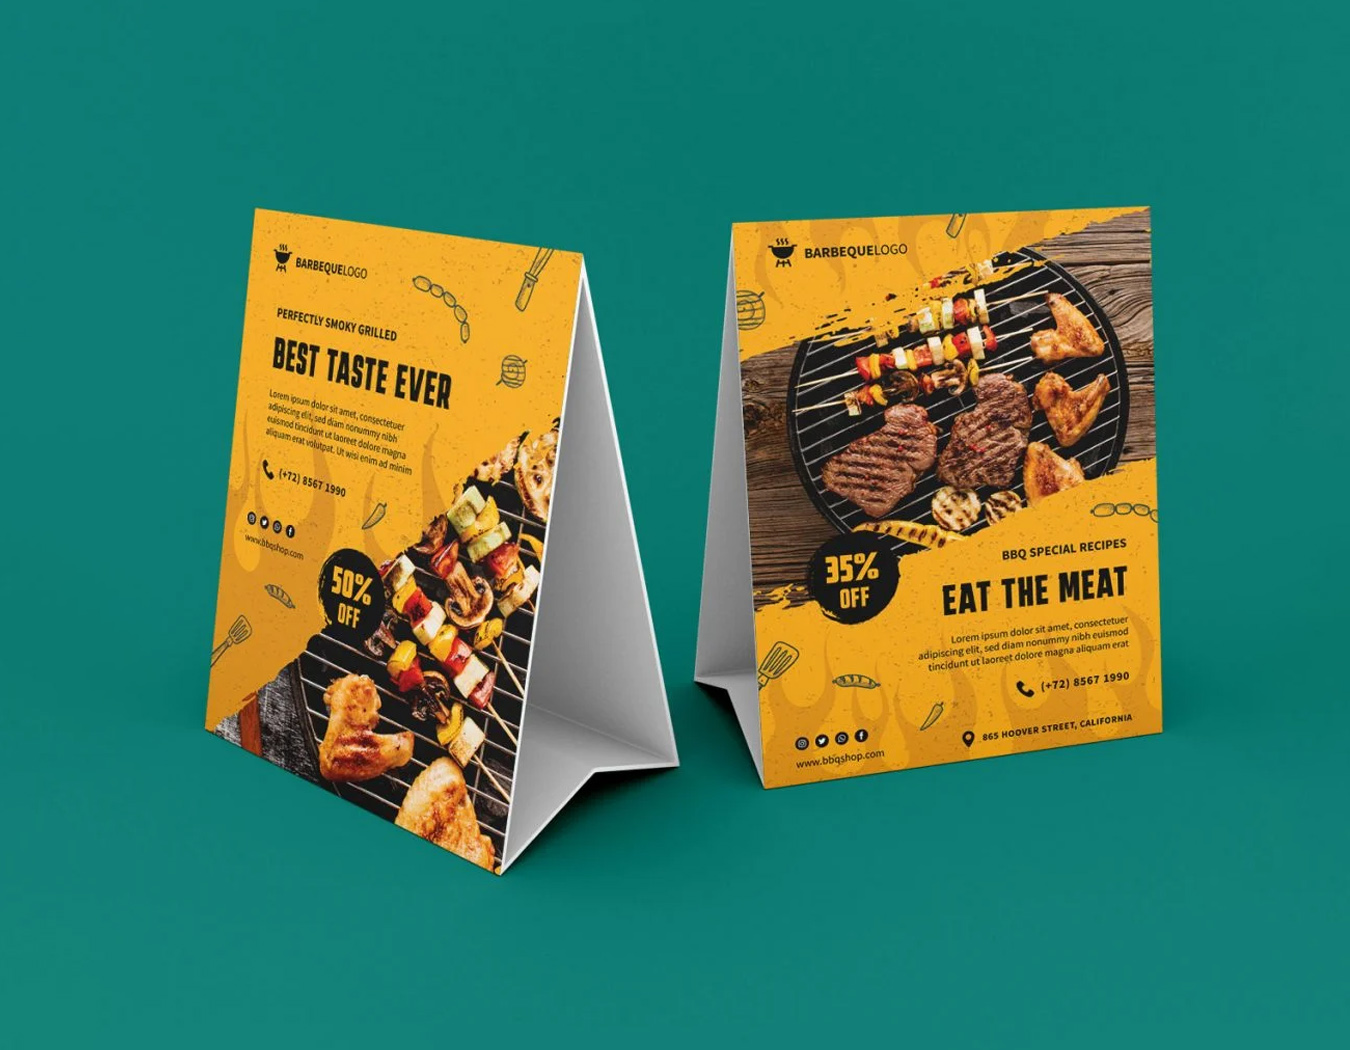 BARBEQUELOGO
PERFECTLY SMOKY GRILLED
BEST TASTE EVER
Lorem ipsum dolor sit amet, consectetuer
adipiscing elit, sed diam nonummy nibh
euismod tincidunt ut laoreet dolore magna
aliquam erat volutpat. Ut wisi enim ad minim
(+72) 8567 1990
www.bbqshop.com
50%
OFF
BARBEQUELOGO
35%
OFF
BBQ SPECIAL RECIPES
EAT THE MEAT
Lorem ipsum dolor sit amet, consectetuer
adipiscing elit, sed diam nonummy nibh euismod
tincidunt ut laoreet dolore magna aliquam erat
(+72) 8567 1990
865 HOOVER STREET, CALIFORNIA
www.bbqshop.com